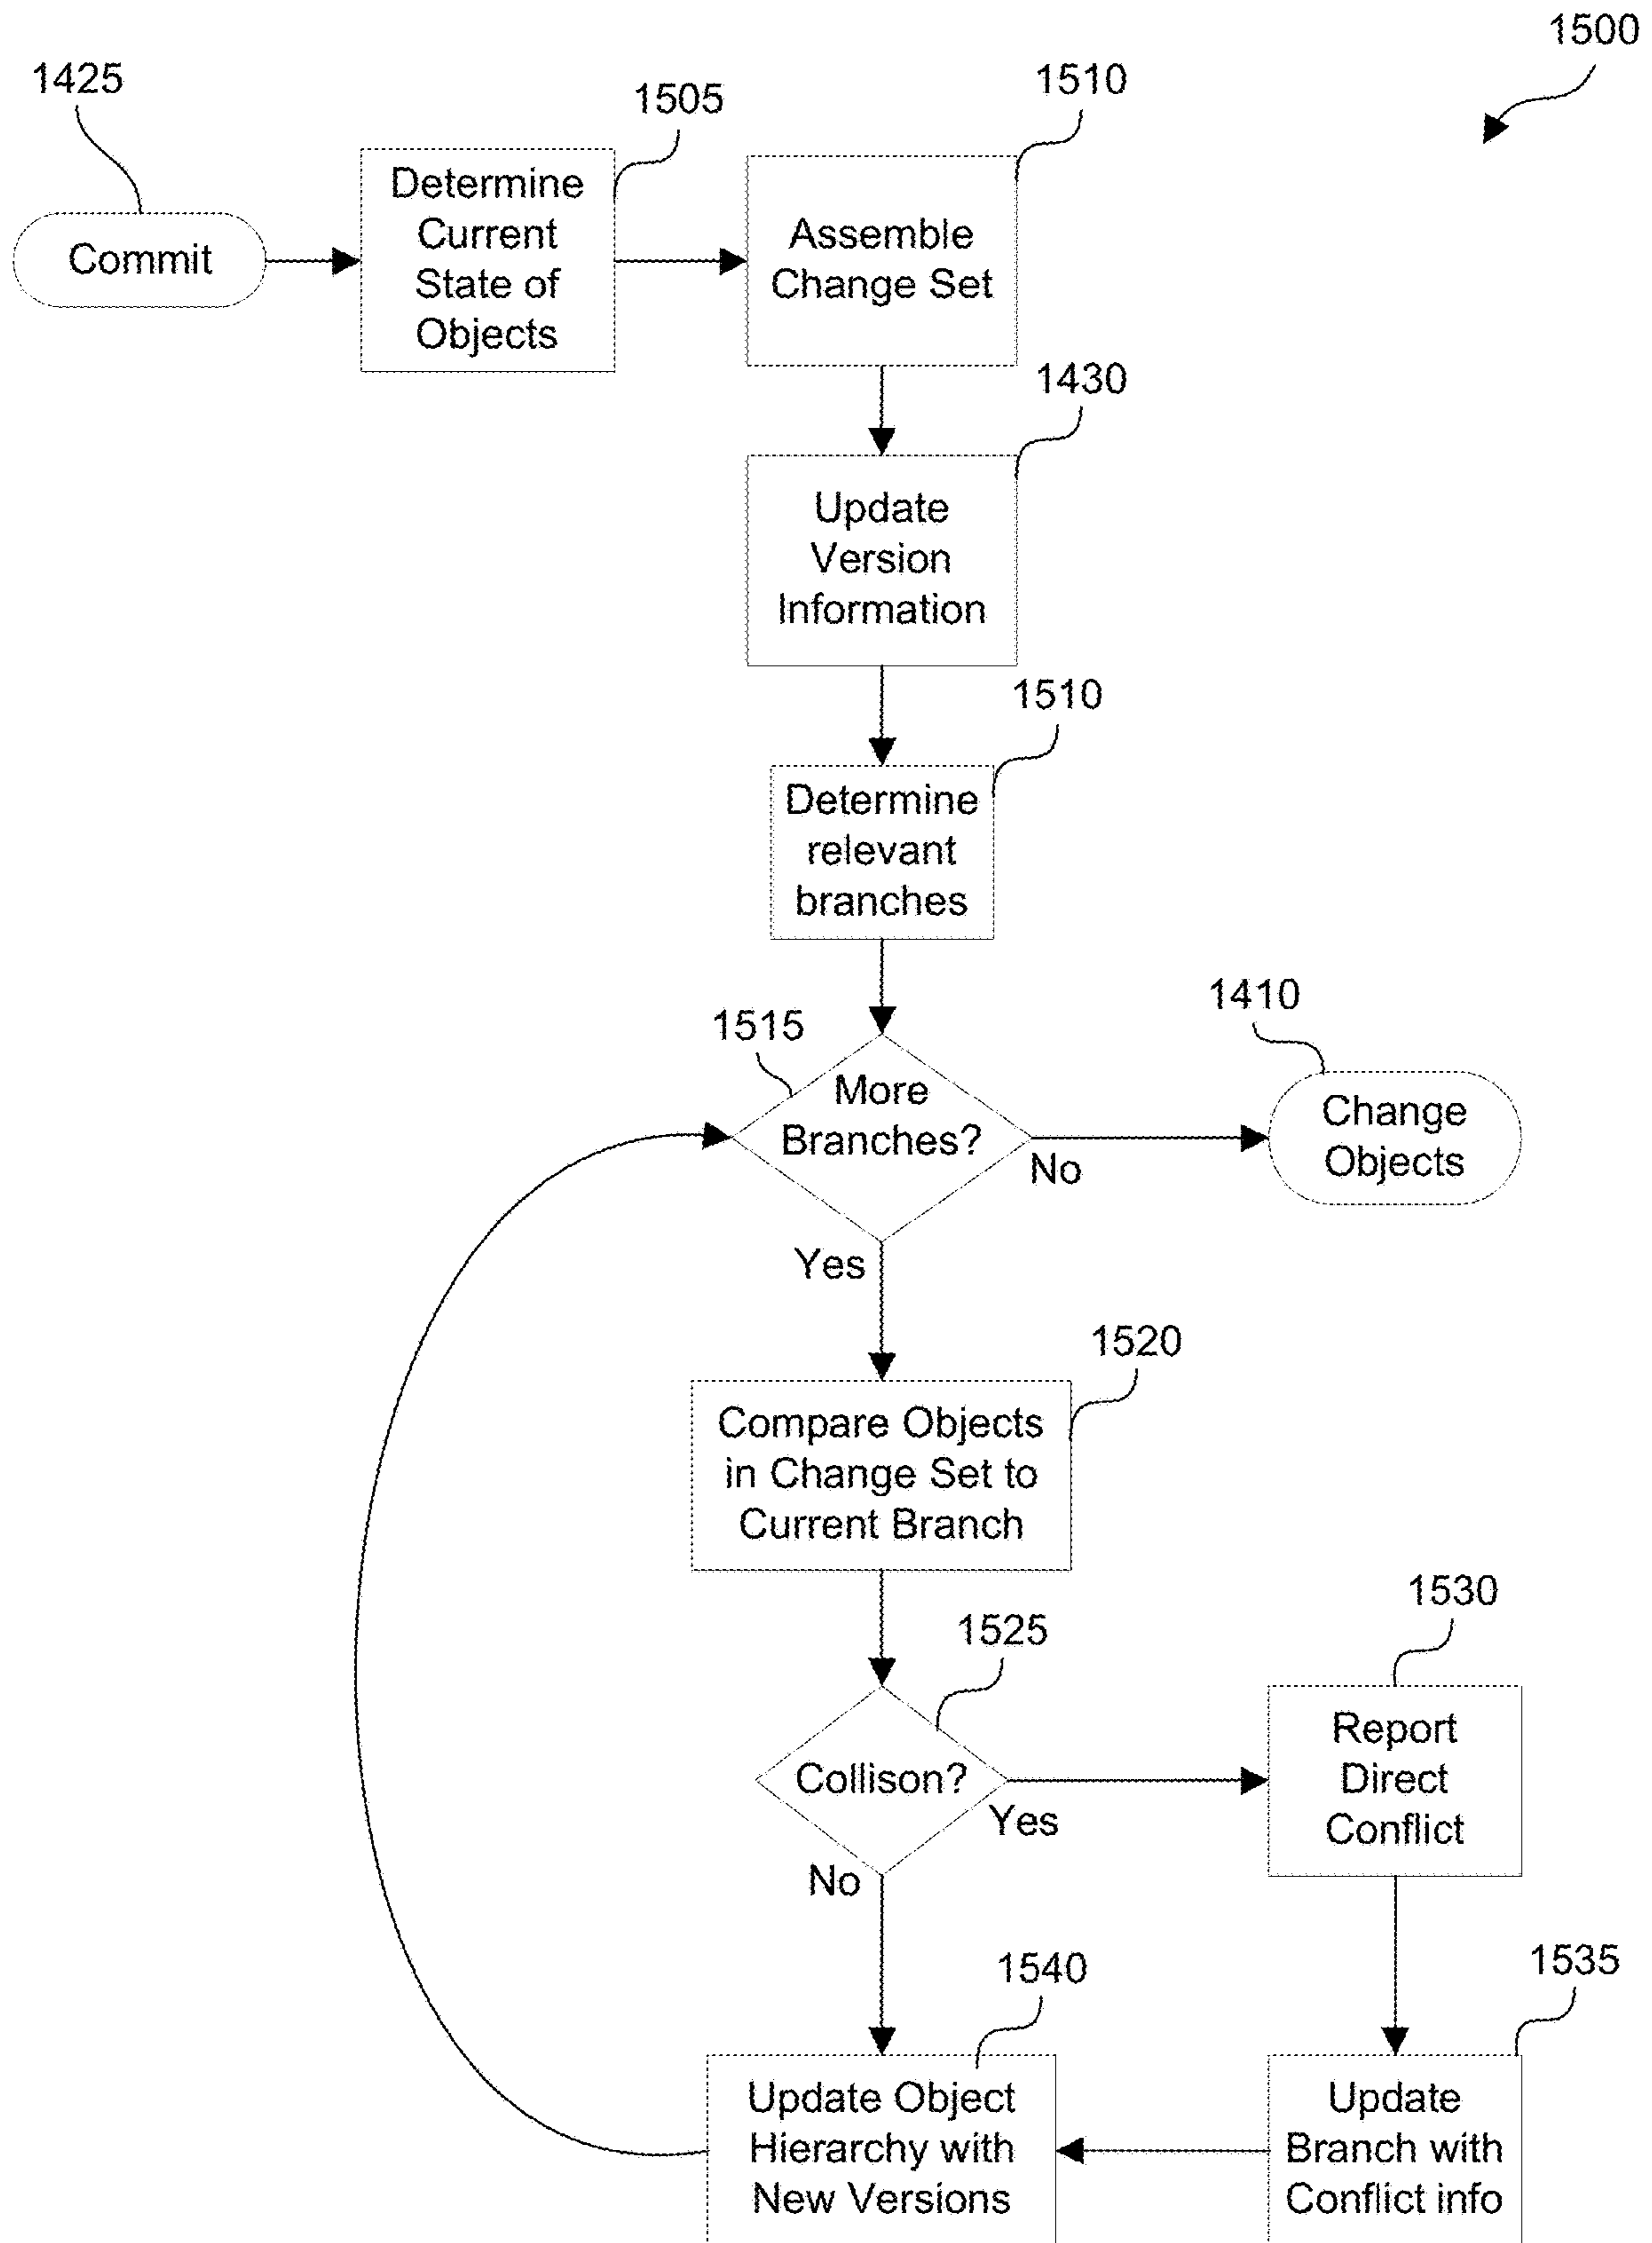 1500
1425
1505
1510
Commit
Determine
Current
State of
Objects
Assemble
Change Set
1430
Update
Version
Information
1510
Determine
relevant
branches
1515
1410
More
Branches?
No
Change
Objects
Yes
1520
Compare Objects
in Change Set to
Current Branch
1525
1530
Collison?
Yes
No
Report
Direct
Conflict
1540
1535
Update Object
Hierarchy with
New Versions
Update
Branch with
Conflict info